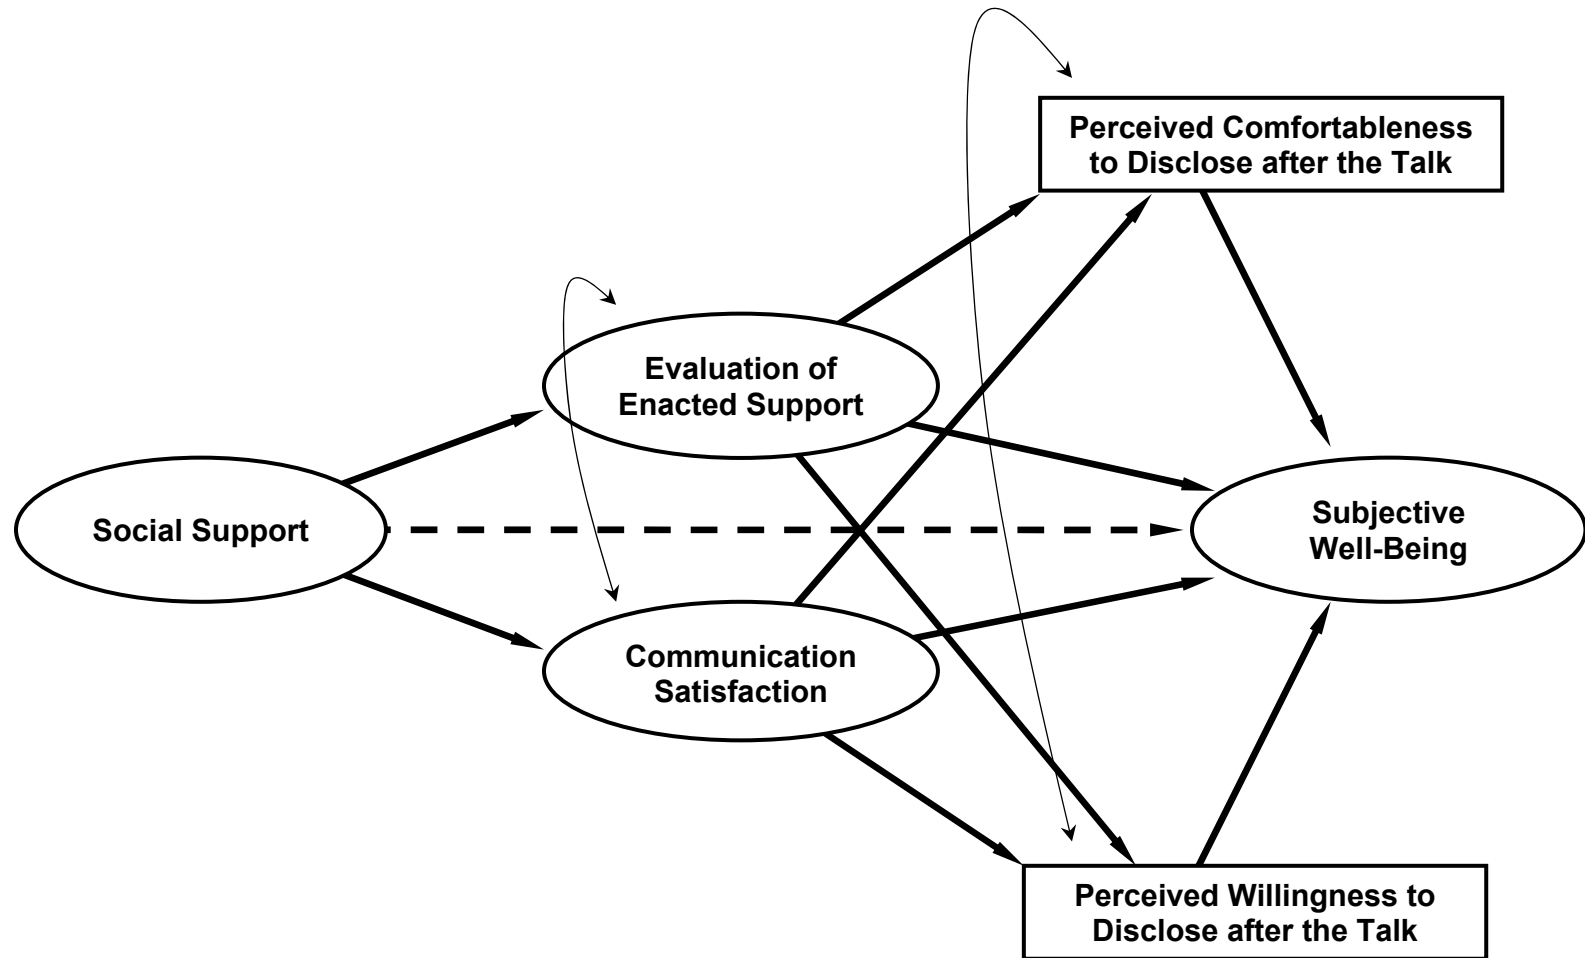 Perceived Comfortableness
to Disclose after the Talk
Evaluation of
Enacted Support
Social Support
Subjective
Well-Being
Communication
Satisfaction
Perceived Willingness to
Disclose after the Talk